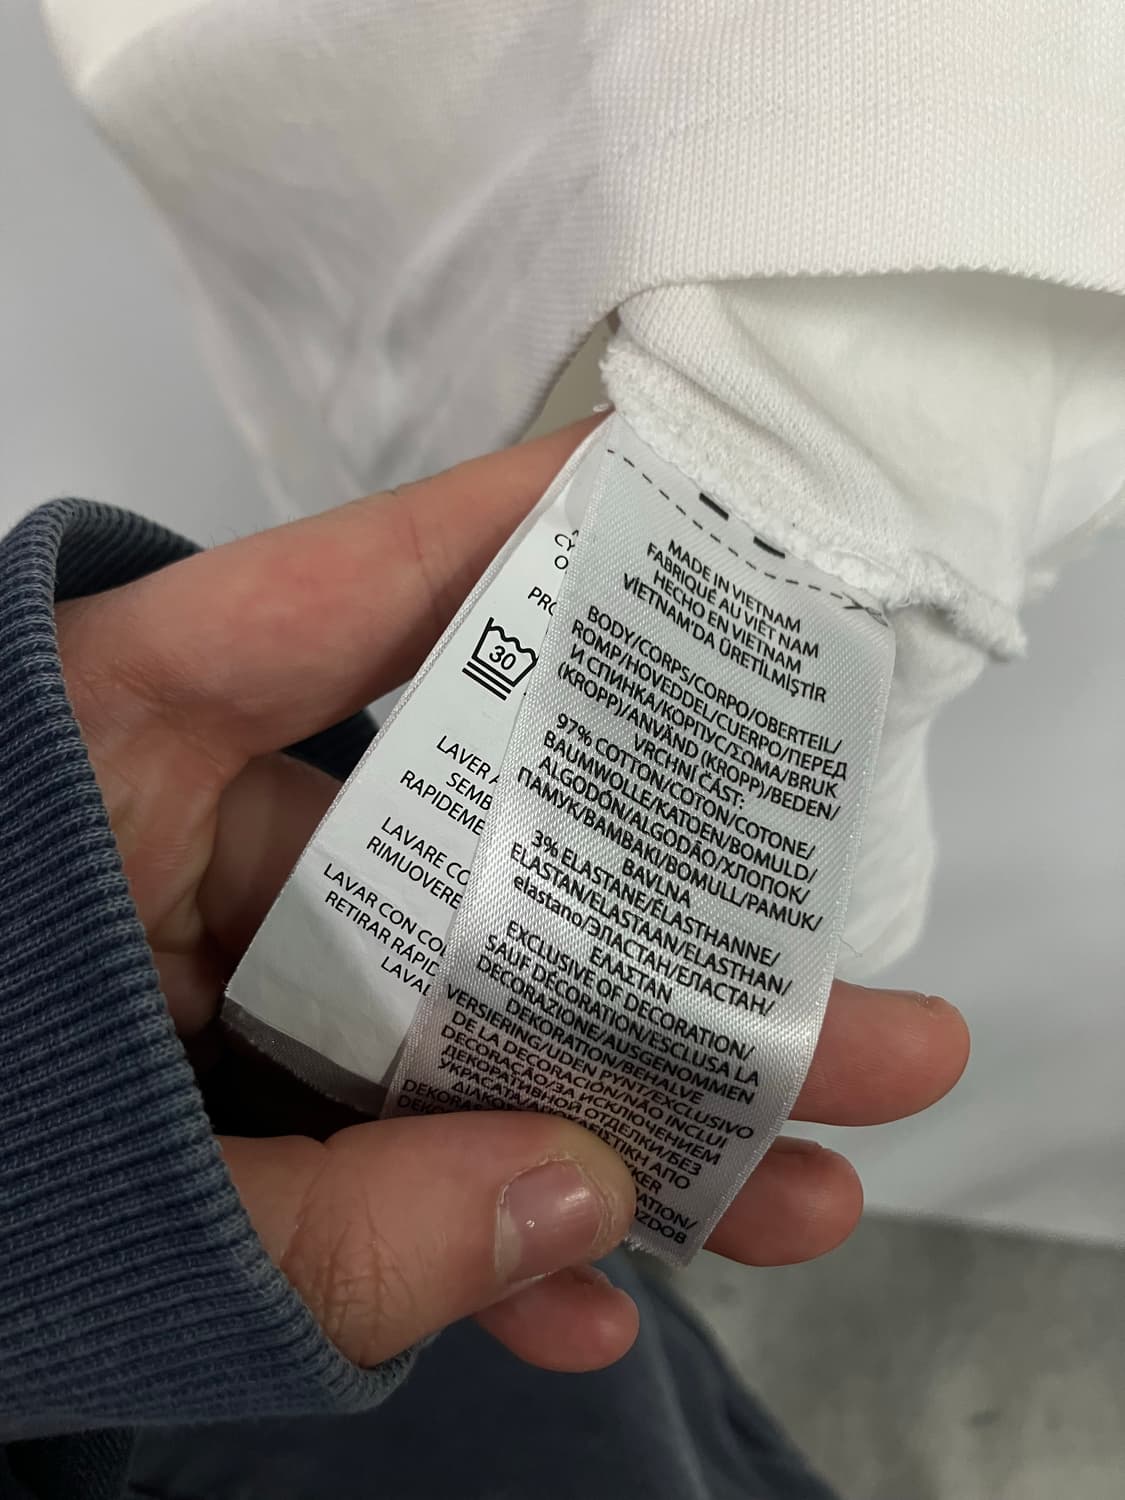 MADE IN VIETNAM
FABRIQUÉ AU VIÊT NAM
HECHO EN VIETNAM
VİETNAM'DA ÜRETİLMİŞTİR
BODY/CORPS/CORPO/OBERTEIL/
ROMP/HOVEDDEL/CUERPO/ПЕРЕД
И СПИНКА/КОРПУС/ΣΩΜΑ/BRUK
(KROPP)/ANVÄND (KROPP)/BEDEN/
VRCHNÍ ČÁST:
97% COTTON/COTON/COTONE/
BAUMWOLLE/KATOEN/BOMULD/
ALGODÓN/ALGODÃO/ХЛОПОК/
ПАМУК/BAMBAKI/BOMULL/PAMUK/
BAVLNA
3% ELASTANE/ÉLASTHANNE/
ELASTAN/ELASTAAN/ELASTHAN/
elastano/ЭЛАСТАН/ЕЛАСТАН/
ΕΛΑΣΤΑΝ
EXCLUSIVE OF DECORATION/
SAUF DÉCORATION/ESCLUSA LA
DECORAZIONE/AUSGENOMMEN
DEKORATION/BEHALVE
VERSIERING/UDEN PYNT/EXCLUSIVO
DE LA DECORACIÓN/NÃO INCLUI
DECORAÇÃO/ЗА ИСКЛЮЧЕНИЕМ
ДЕКОРАТИВНОЙ ОТДЕЛКИ/БЕЗ
УКРАСА
ΑΠΟ
30
LAVER
RAPIDEME
LAVARE CO
RIMUOVERE
LAVAR CON CO
RETIRAR RÁPID
LAVA